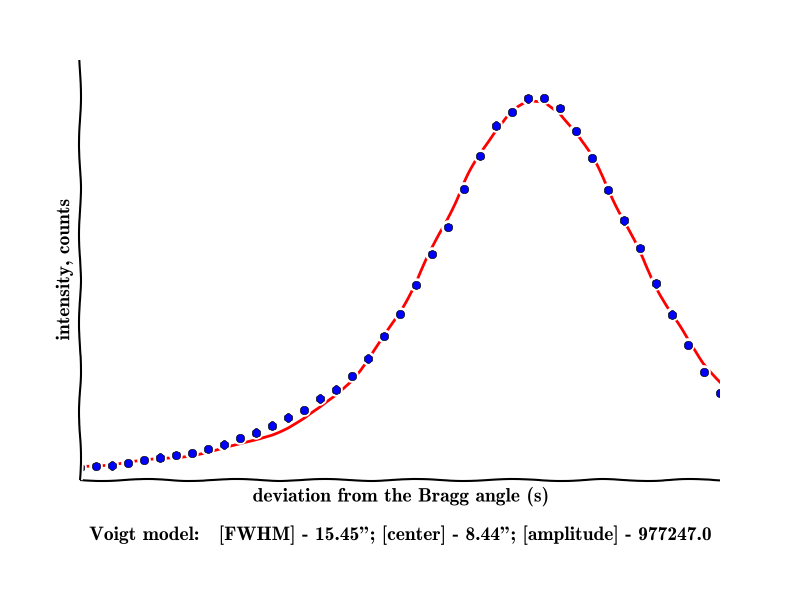 intensity, counts
deviation from the Bragg angle (s)
Voigt model: [FWHM] - 15.45”; [center] - 8.44”; [amplitude] - 977247.0